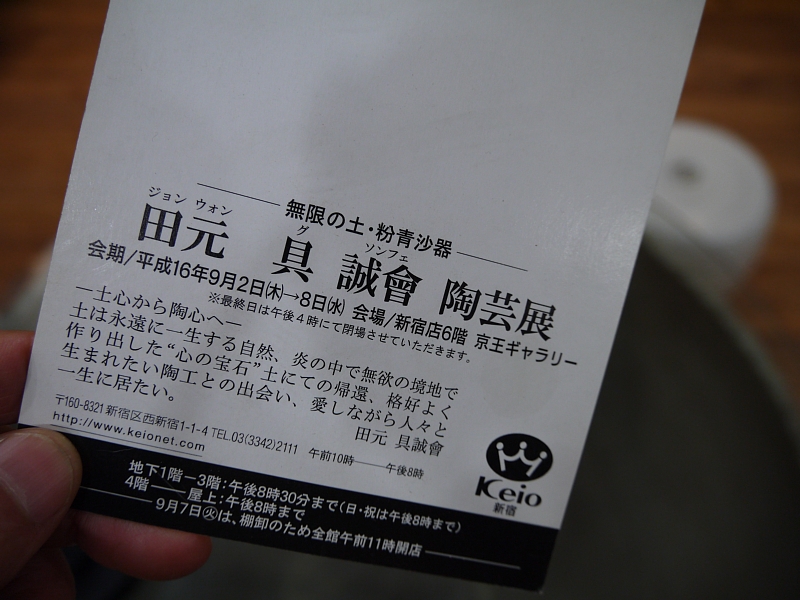 無限の土・粉青沙器
ジョン ウォン グ ソンフェ
田元 具 誠會 陶芸展
会期/平成16年9月2日(木)→8日(水) 会場/新宿店6階 京王ギャラリー
※最終日は午後4時にて閉場させていただきます。
―土心から陶心へ―
土は永遠に一生する自然、炎の中で無欲の境地で
作り出した“心の宝石”土にての帰還、格好よく
生まれたい陶工との出会い、愛しながら人々と
一生に居たい。
田元 具誠會
〒160-8321 新宿区西新宿1-1-4 TEL.03(3342)2111 午前10時――午後8時
http://www.keionet.com
Keio
新宿
地下1階―3階:午後8時30分まで(日・祝は午後8時まで)
4階――屋上:午後8時まで
9月7日(火)は、棚卸のため全館午前11時開店